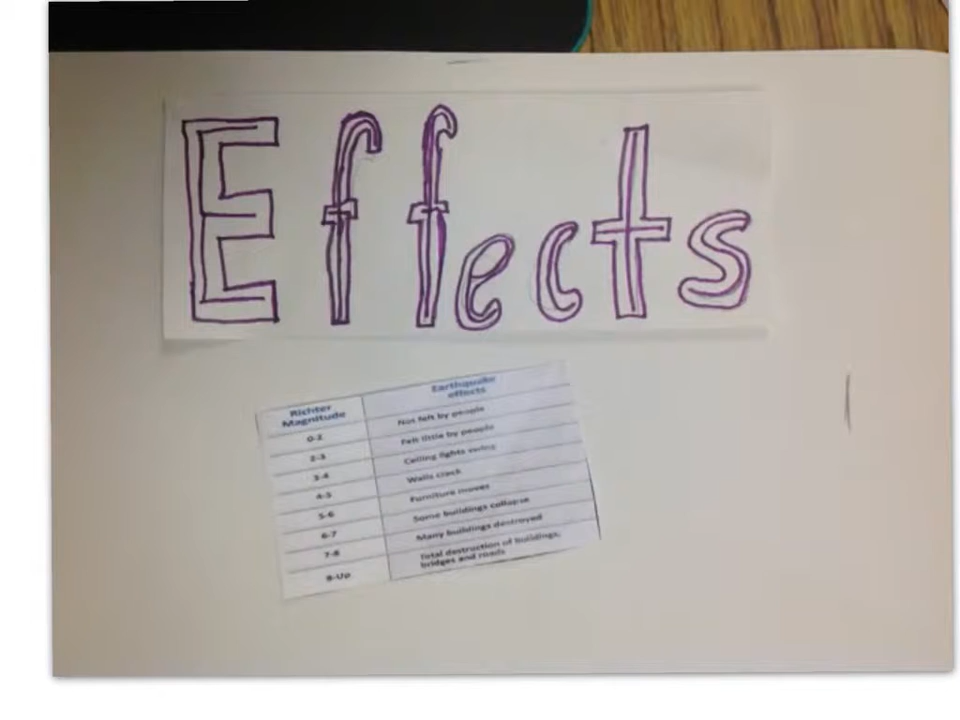 Effects
Richter
Magnitude
Earthquake
effects
0-2 Not felt by people
2-3 Felt little by people
3-4 Ceiling lights swing
4-5 Walls crack
5-6 Furniture moves
6-7 Some buildings collapse
7-8 Many buildings destroyed
8-Up Total destruction of buildings,
bridges and roads